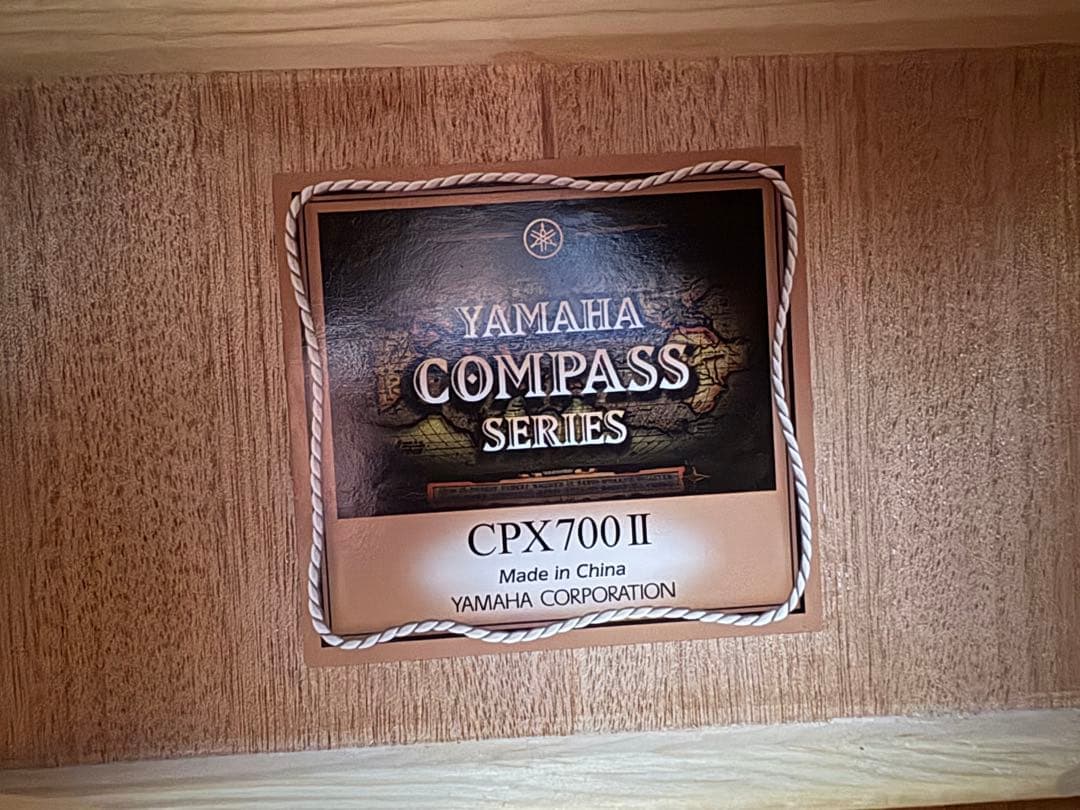 YAMAHA
COMPASS
SERIES
CPX700II
Made in China
YAMAHA CORPORATION